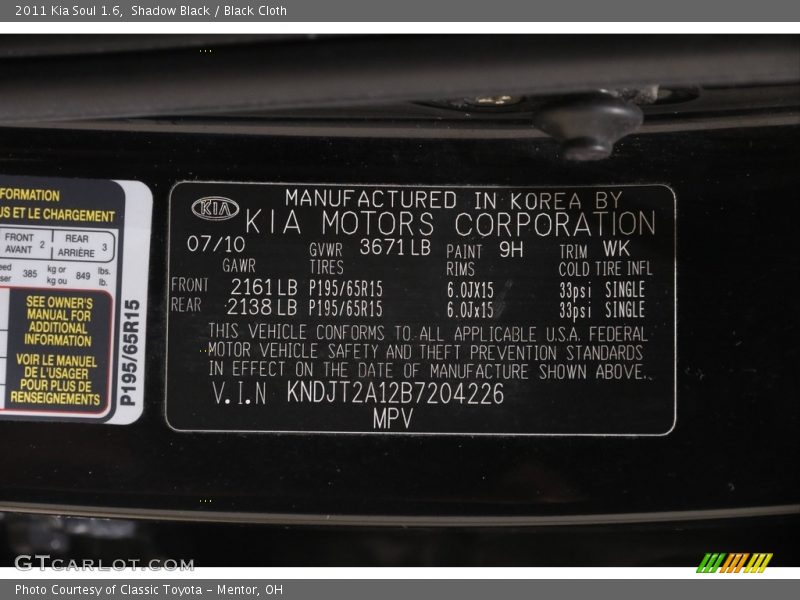 2011 Kia Soul 1.6, Shadow Black / Black Cloth
FORMATION
US ET LE CHARGEMENT
FRONT AVANT 2 REAR ARRIÈRE 3
385 kg or kg ou 849 lbs. lb.
SEE OWNER'S
MANUAL FOR
ADDITIONAL
INFORMATION
VOIR LE MANUEL
DE L'USAGER
POUR PLUS DE
RENSEIGNEMENTS
P195/65R15
KIA
MANUFACTURED IN KOREA BY
KIA MOTORS CORPORATION
07/10 GVWR 3671LB PAINT 9H TRIM WK
GAWR TIRES RIMS COLD TIRE INFL
FRONT 2161LB P195/65R15 6.0JX15 33psi SINGLE
REAR 2138LB P195/65R15 6.0Jx15 33psi SINGLE
THIS VEHICLE CONFORMS TO ALL APPLICABLE U.S.A. FEDERAL
MOTOR VEHICLE SAFETY AND THEFT PREVENTION STANDARDS
IN EFFECT ON THE DATE OF MANUFACTURE SHOWN ABOVE.
V.I.N KNDJT2A12B7204226
MPV
GTCARLOT.COM
Photo Courtesy of Classic Toyota - Mentor, OH